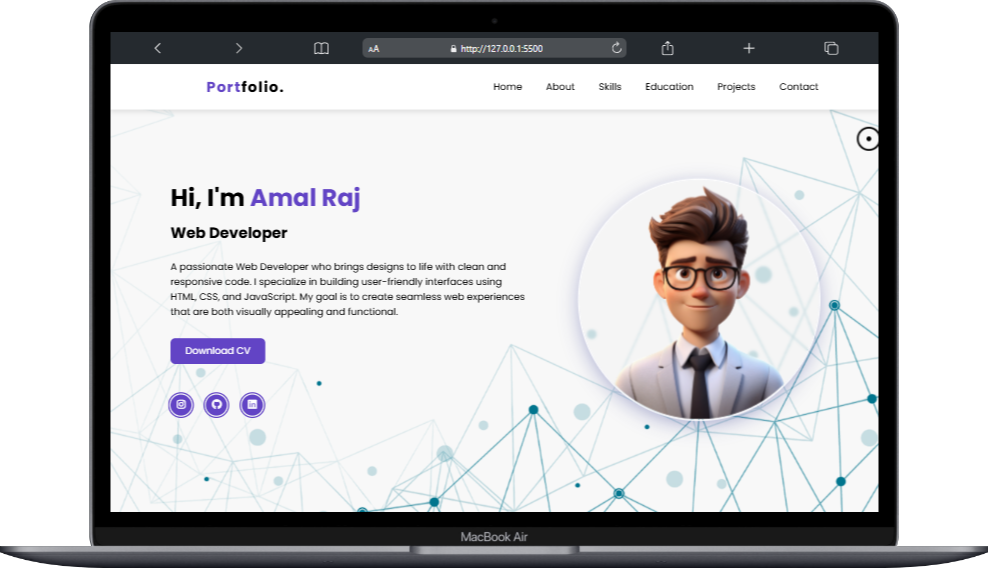 AA http://127.0.0.1:5500
Portfolio.
Home About Skills Education Projects Contact
Hi, I'm Amal Raj
Web Developer
A passionate Web Developer who brings designs to life with clean and
responsive code. I specialize in building user-friendly interfaces using
HTML, CSS, and JavaScript. My goal is to create seamless web experiences
that are both visually appealing and functional.
Download CV
in
MacBook Air